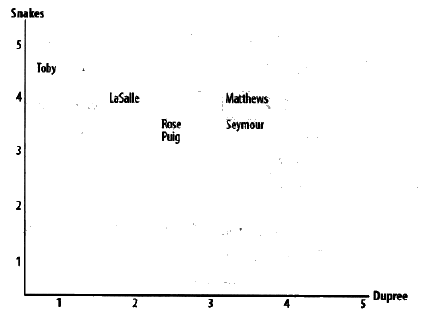 Snakes
5
Toby
4
LaSalle Matthews
Rose Seymour
Puig
3
2
1
1 2 3 4 5 Dupree